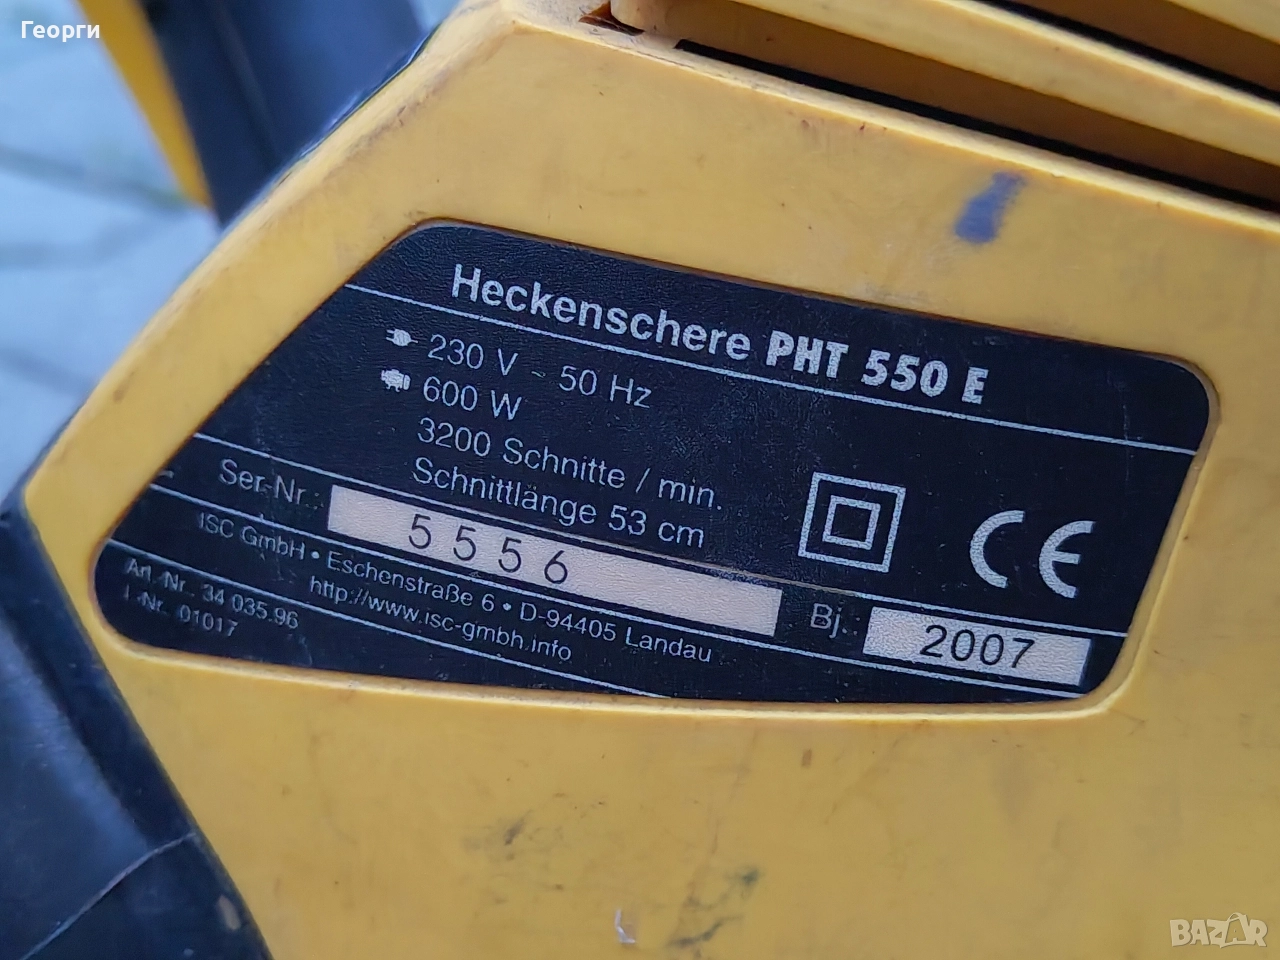 Георги
Heckenschere PHT 550 E
230 V ~ 50 Hz
600 W
3200 Schnitte / min.
Schnittlänge 53 cm
Ser-Nr.: 5556
Bj.: 2007
ISC GmbH • Eschenstraße 6 • D-94405 Landau
http://www.isc-gmbh.info
Art.-Nr. 34.035.96
I.-Nr. 01017
CE
BAZAR